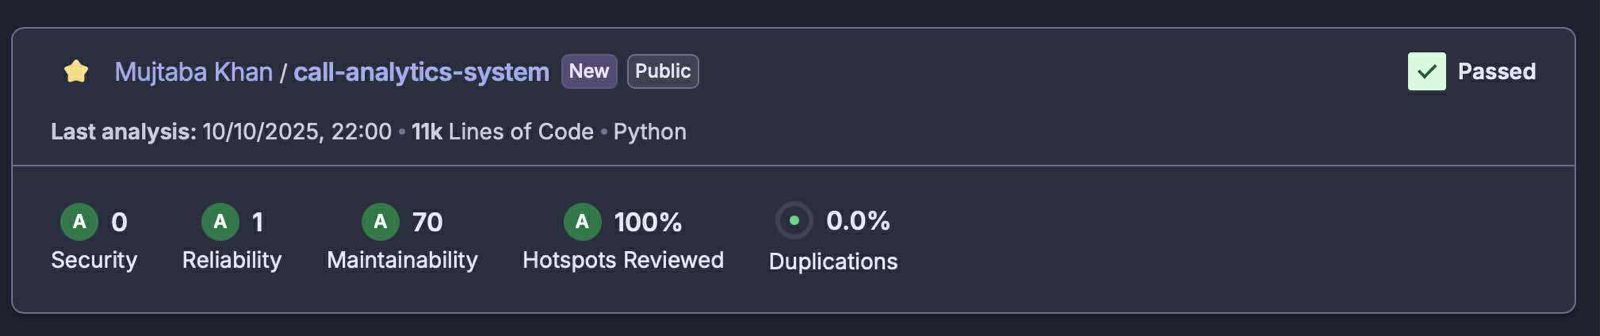 Mujtaba Khan / call-analytics-system New Public Passed
Last analysis: 10/10/2025, 22:00 • 11k Lines of Code • Python
A 0 A 1 A 70 A 100% 0.0%
Security Reliability Maintainability Hotspots Reviewed Duplications